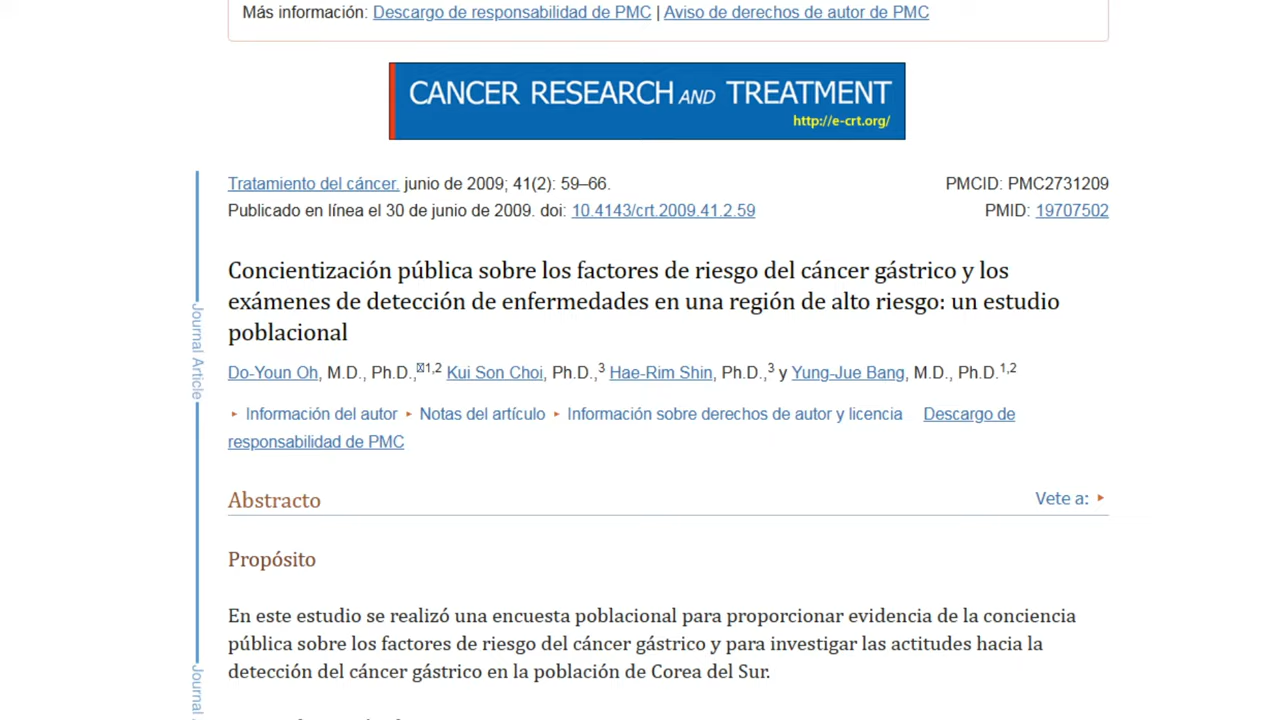 Más información: Descargo de responsabilidad de PMC | Aviso de derechos de autor de PMC
CANCER RESEARCH AND TREATMENT
http://e-crt.org/
Tratamiento del cáncer. junio de 2009; 41(2): 59–66. PMCID: PMC2731209
Publicado en línea el 30 de junio de 2009. doi: 10.4143/crt.2009.41.2.59 PMID: 19707502
Concientización pública sobre los factores de riesgo del cáncer gástrico y los
exámenes de detección de enfermedades en una región de alto riesgo: un estudio
poblacional
Do-Youn Oh, M.D., Ph.D.,1,2 Kui Son Choi, Ph.D.,3 Hae-Rim Shin, Ph.D.,3 y Yung-Jue Bang, M.D., Ph.D.1,2
Información del autor Notas del artículo Información sobre derechos de autor y licencia Descargo de
responsabilidad de PMC
Journal Article
Abstracto Vete a:
Propósito
En este estudio se realizó una encuesta poblacional para proporcionar evidencia de la conciencia
pública sobre los factores de riesgo del cáncer gástrico y para investigar las actitudes hacia la
detección del cáncer gástrico en la población de Corea del Sur.
Journal